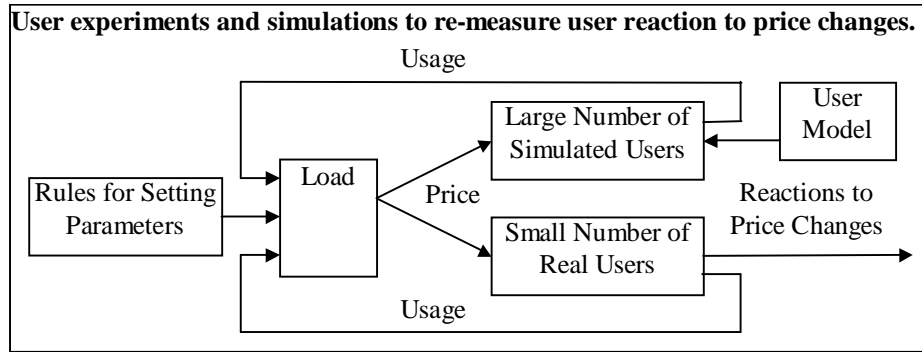 User experiments and simulations to re-measure user reaction to price changes.
Usage
Large Number of
Simulated Users
User
Model
Load
Rules for Setting
Parameters
Price
Reactions to
Price Changes
Small Number of
Real Users
Usage